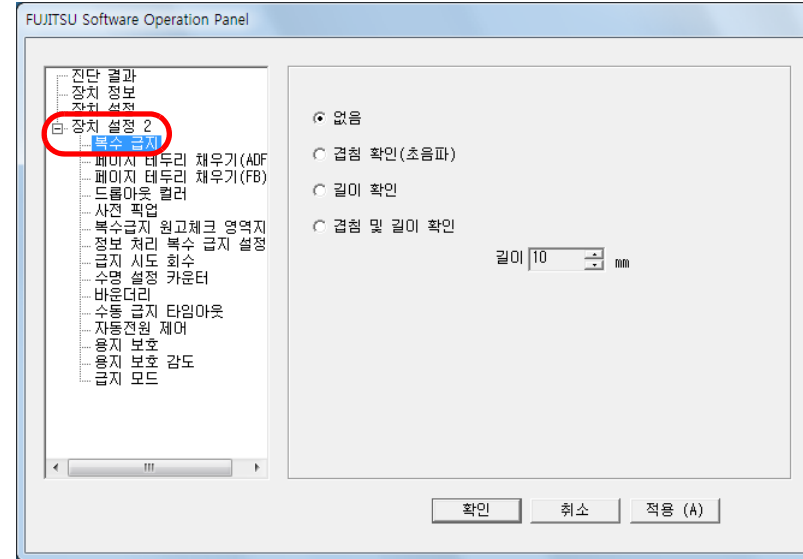 FUJITSU Software Operation Panel
진단 결과
장치 정보
장치 설정
장치 설정 2
복수 급지
페이지 테두리 채우기(ADF
페이지 테두리 채우기(FB)
드롭아웃 컬러
사전 픽업
복수급지 원고체크 영역지
정보 처리 복수 급지 설정
급지 시도 회수
수명 설정 카운터
바운더리
수동 급지 타임아웃
자동전원 제어
용지 보호
용지 보호 감도
급지 모드
없음
겹침 확인(초음파)
길이 확인
겹침 및 길이 확인
길이 10 mm
확인 취소 적용 (A)